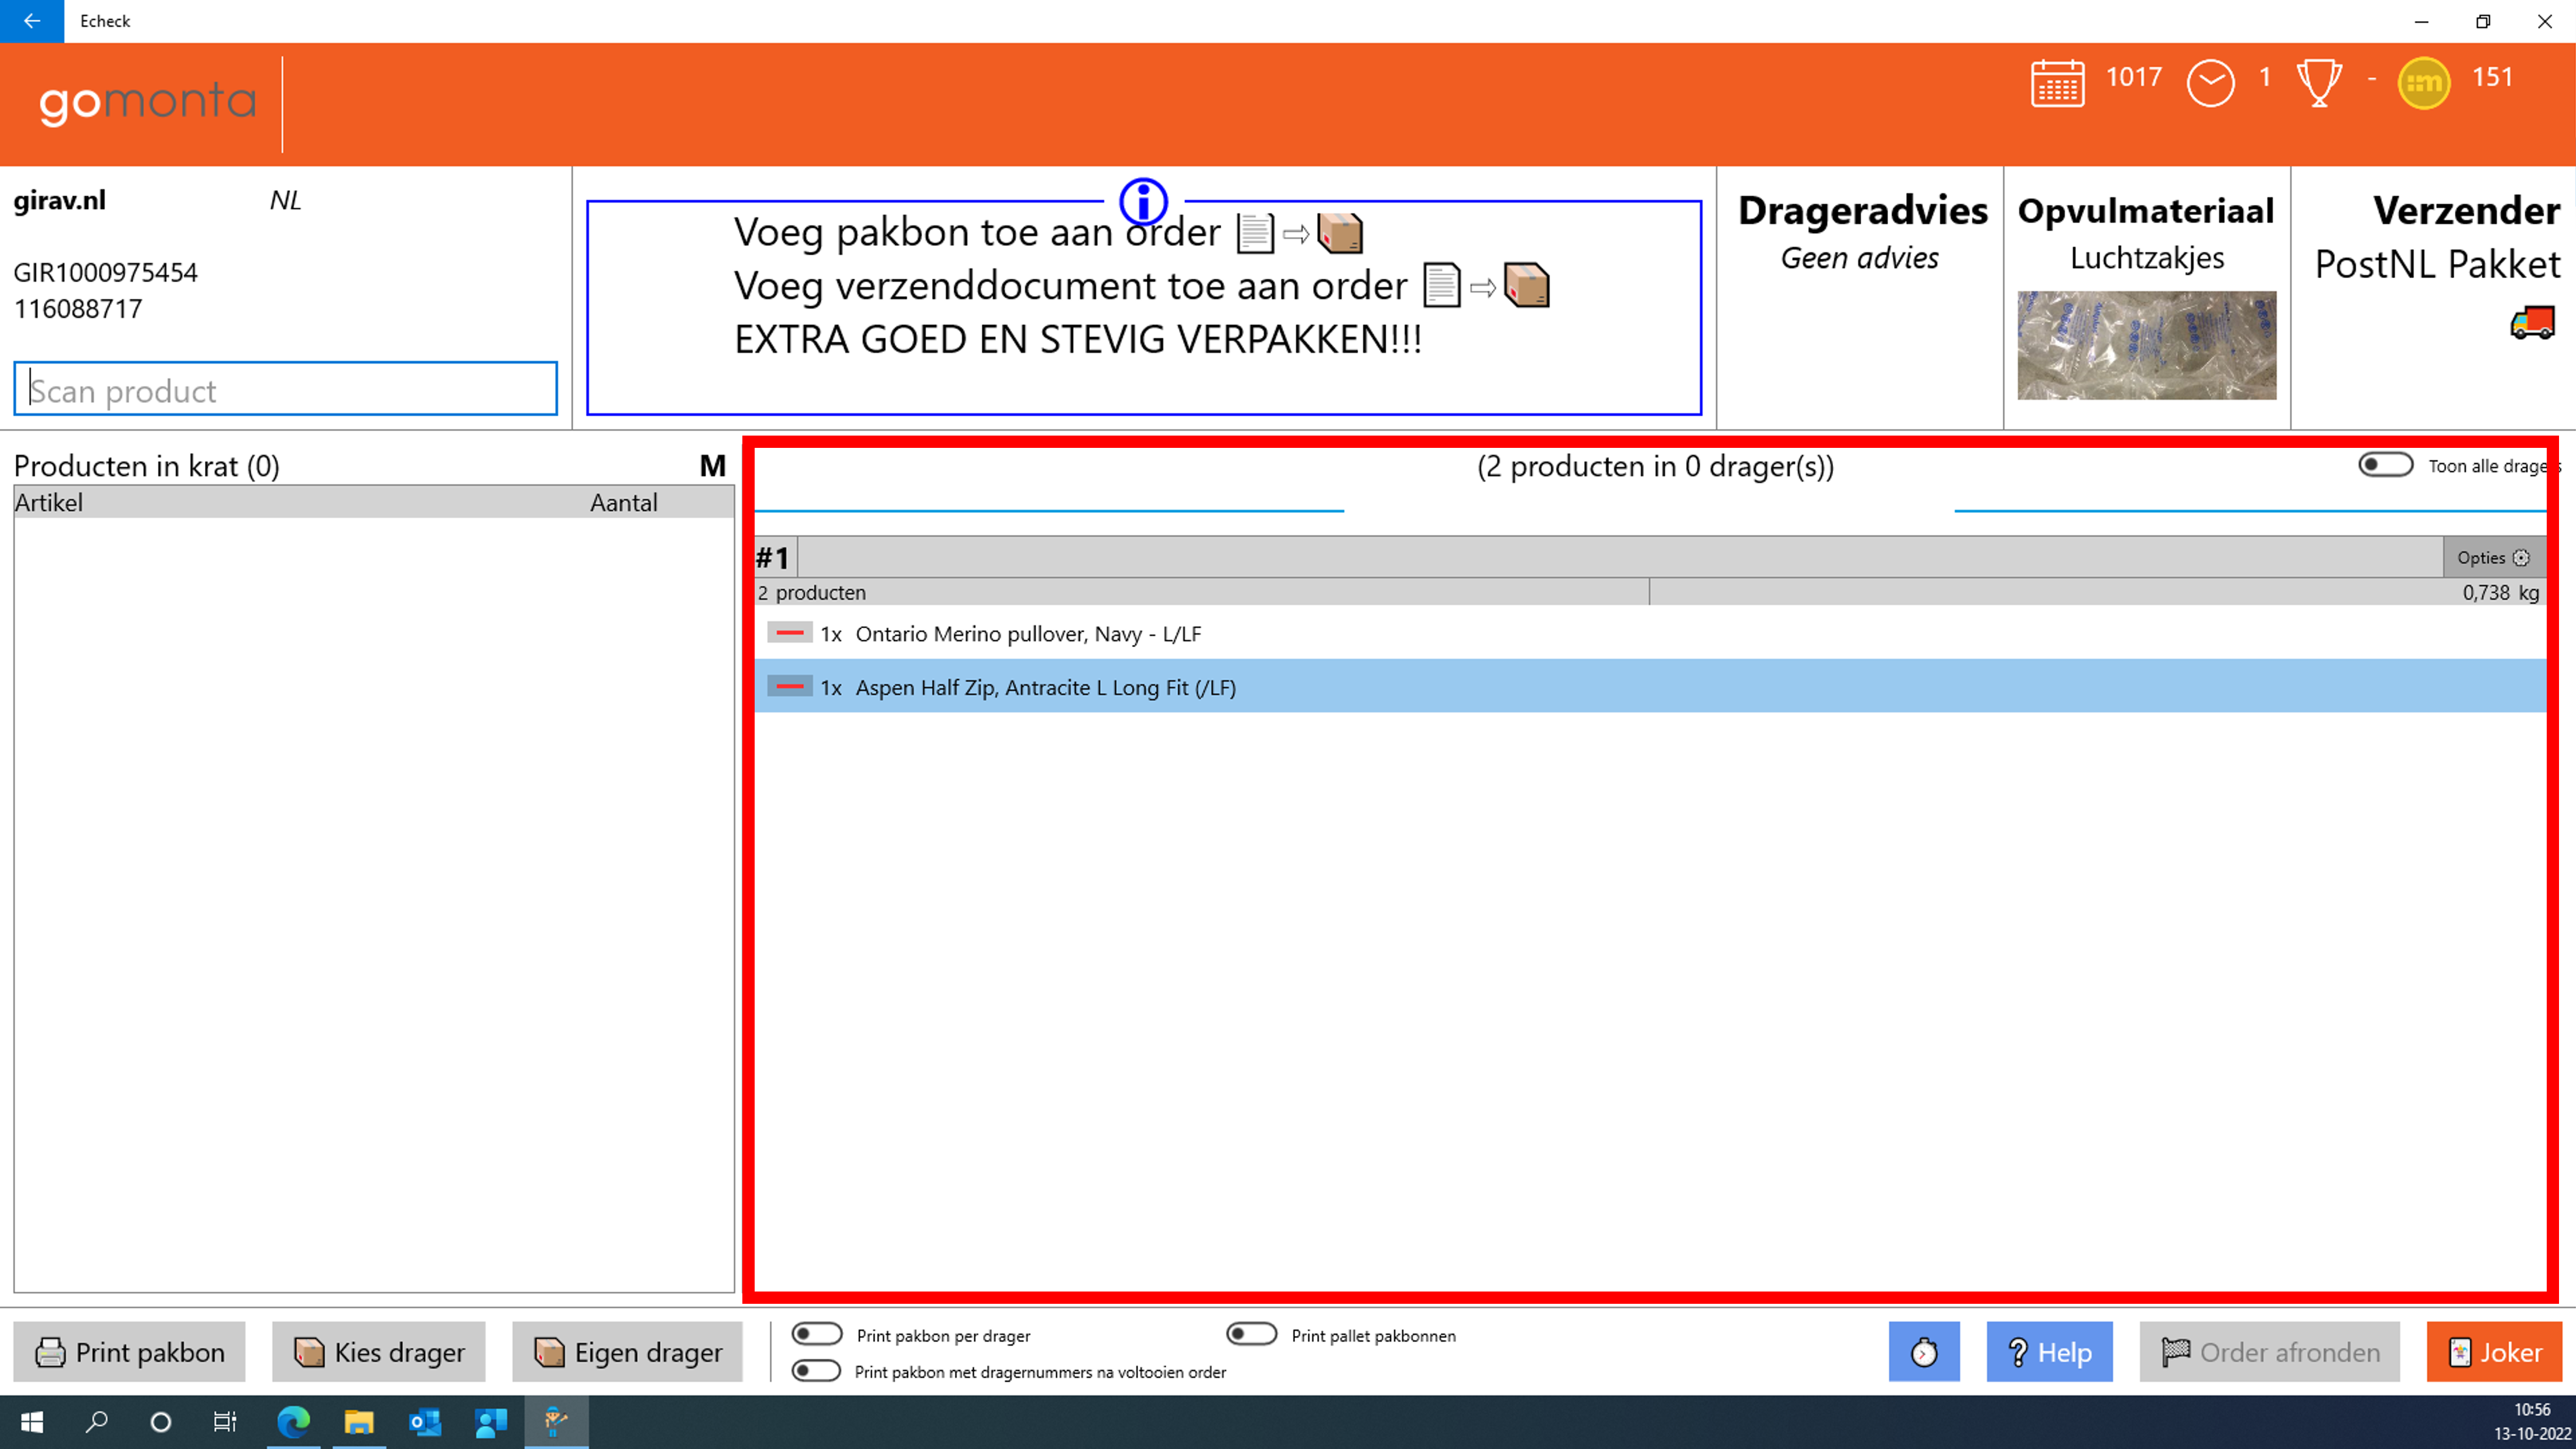 Echeck
gomonta
1017
1
-
:m
151
girav.nl
NL
GIR1000975454
116088717
Scan product
Voeg pakbon toe aan order
Voeg verzenddocument toe aan order
EXTRA GOED EN STEVIG VERPAKKEN!!!
Drageradvies
Geen advies
Opvulmateriaal
Luchtzakjes
Verzender
PostNL Pakket
Producten in krat (0)
M
Artikel
Aantal
(2 producten in 0 drager(s))
Toon alle dragers
#1
Opties
2 producten
0,738 kg
1x Ontario Merino pullover, Navy - L/LF
1x Aspen Half Zip, Antracite L Long Fit (/LF)
Print pakbon
Kies drager
Eigen drager
Print pakbon per drager
Print pallet pakbonnen
Print pakbon met dragernummers na voltooien order
? Help
Order afronden
Joker
10:56
13-10-2022